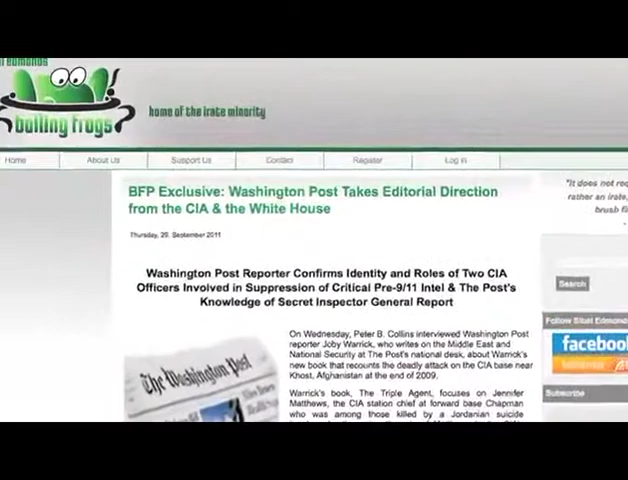 l edmonds
boiling frogs
home of the irate minority
Home
About Us
Support Us
Contact
Register
Log in
BFP Exclusive: Washington Post Takes Editorial Direction
from the CIA & the White House
Thursday, 29. September 2011
Washington Post Reporter Confirms Identity and Roles of Two CIA
Officers Involved in Suppression of Critical Pre-9/11 Intel & The Post's
Knowledge of Secret Inspector General Report
On Wednesday, Peter B. Collins interviewed Washington Post
reporter Joby Warrick, who writes on the Middle East and
National Security at The Post's national desk, about Warrick's
new book that recounts the deadly attack on the CIA base near
Khost, Afghanistan at the end of 2009.
Warrick's book, The Triple Agent, focuses on Jennifer
Matthews, the CIA station chief at forward base Chapman
who was among those killed by a Jordanian suicide
The Washington Post
"It does not req
rather an irate,
brush fi
Search
Follow Sibel Edmond
facebook
Subscribe